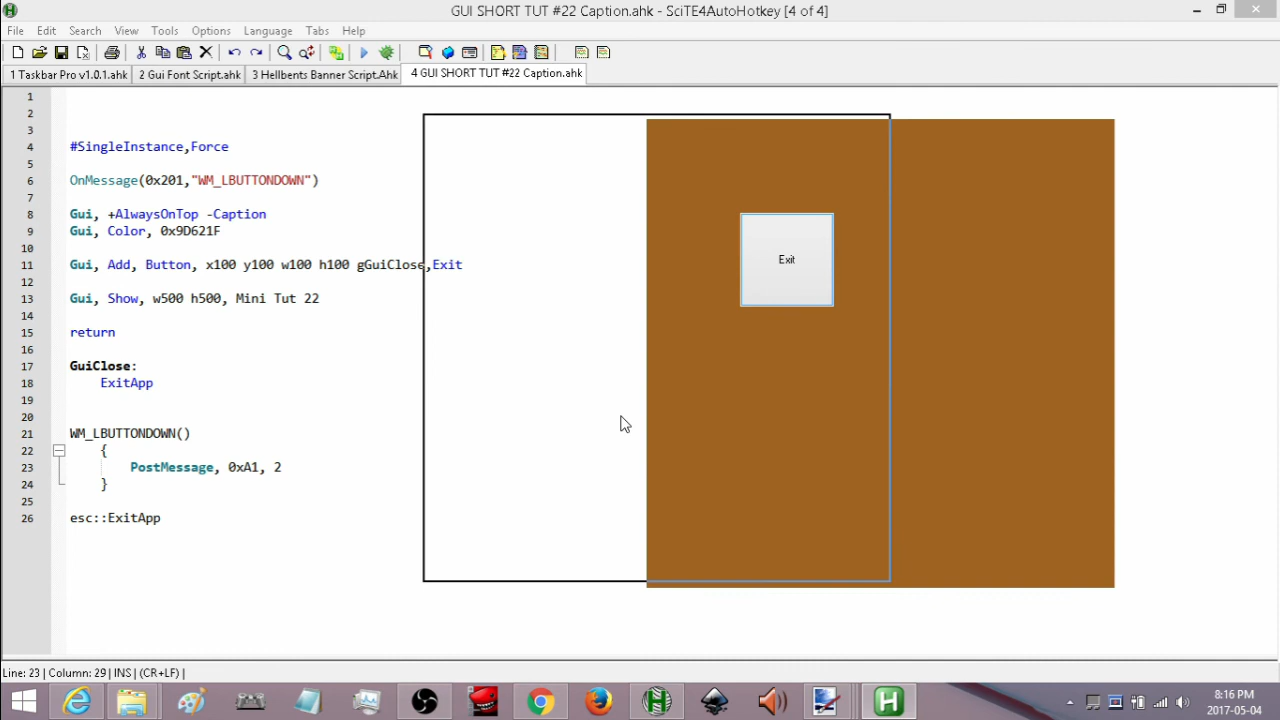 GUI SHORT TUT #22 Caption.ahk - SciTE4AutoHotkey [4 of 4]
File Edit Search View Tools Options Language Tabs Help
1 Taskbar Pro v1.0.1.ahk 2 Gui Font Script.ahk 3 Hellbents Banner Script.Ahk 4 GUI SHORT TUT #22 Caption.ahk
1
2
3
4 #SingleInstance,Force
5
6 OnMessage(0x201,"WM_LBUTTONDOWN")
7
8 Gui, +AlwaysOnTop -Caption
9 Gui, Color, 0x9D621F
10
11 Gui, Add, Button, x100 y100 w100 h100 gGuiClose,Exit
12
13 Gui, Show, w500 h500, Mini Tut 22
14
15 return
16
17 GuiClose:
18 ExitApp
19
20
21 WM_LBUTTONDOWN()
22 {
23 PostMessage, 0xA1, 2
24 }
25
26 esc::ExitApp
Exit
Line: 23 | Column: 29 | INS | (CR+LF) |
8:16 PM
2017-05-04